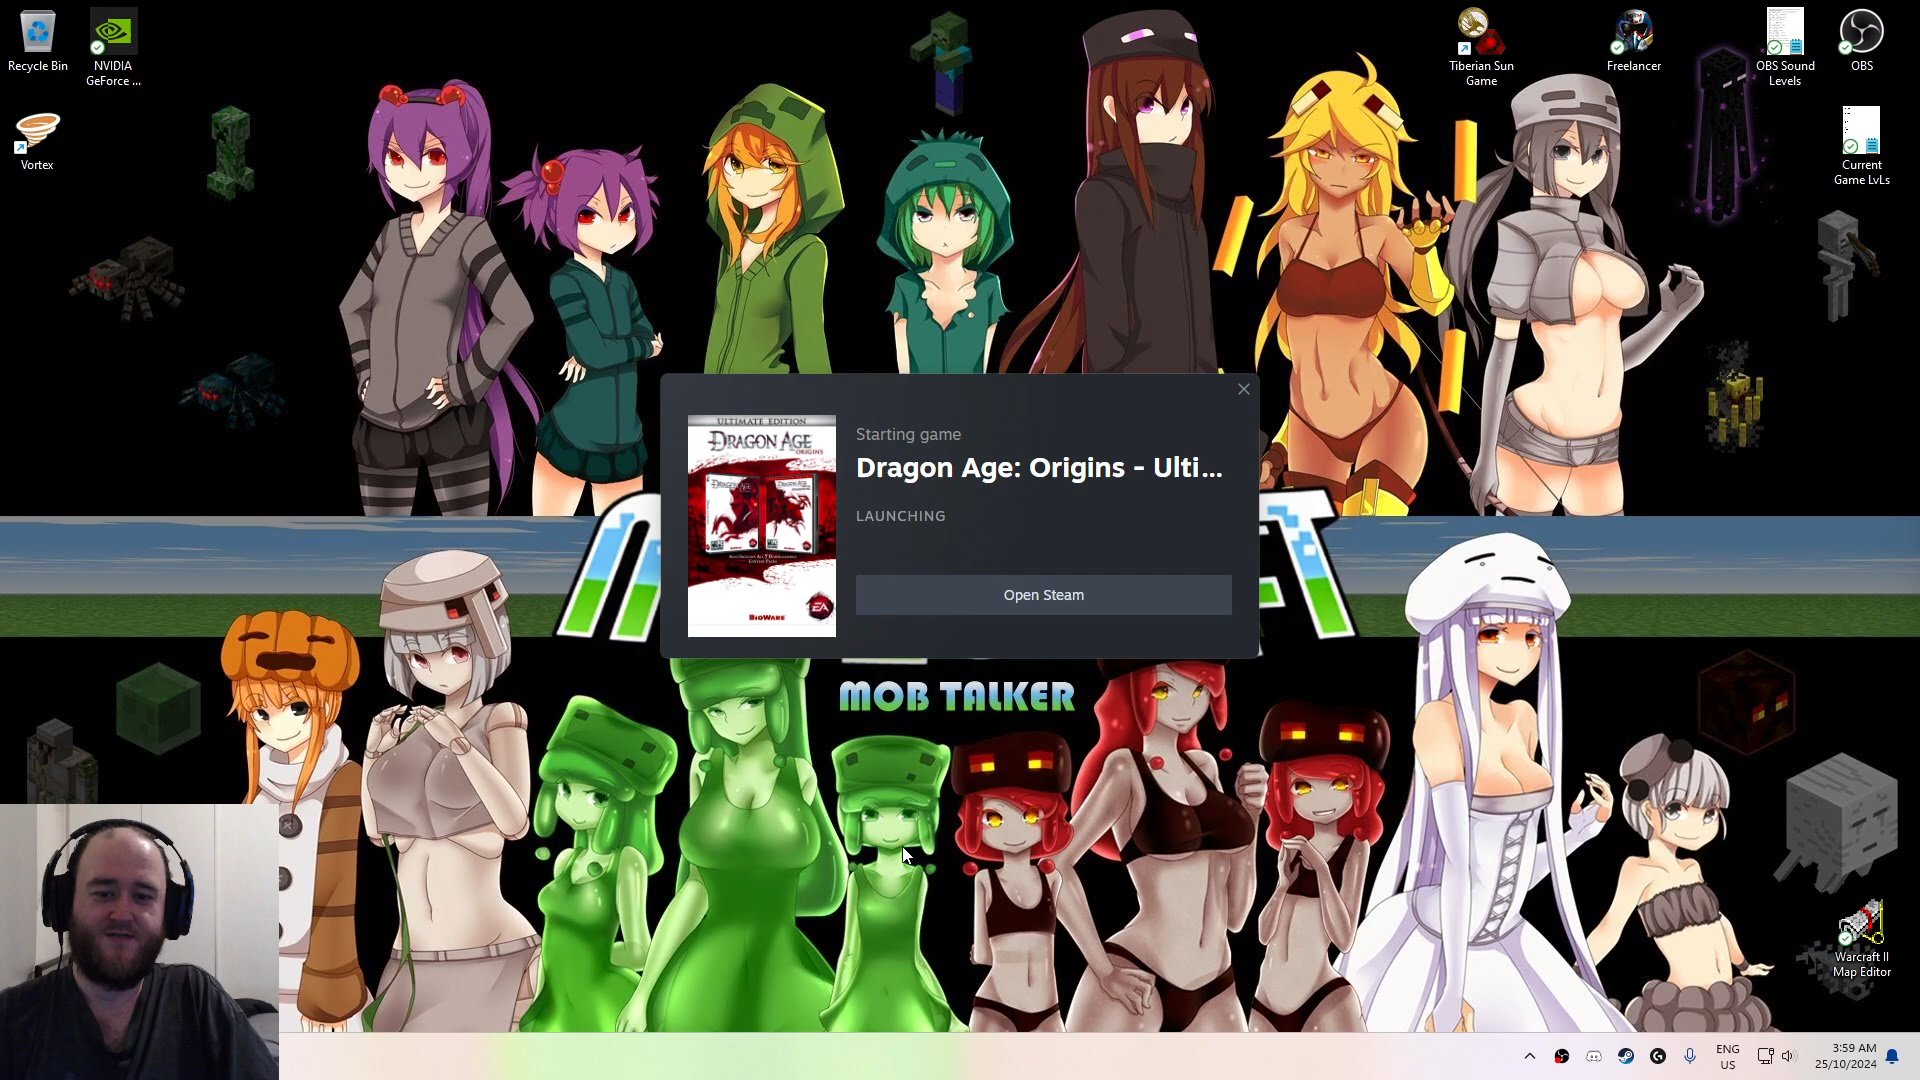 Recycle Bin
NVIDIA
GeForce ...
Vortex
Tiberian Sun
Game
Freelancer
OBS Sound
Levels
OBS
Current
Game LvLs
ULTIMATE EDITION
DRAGON AGE
ORIGINS
BIOWARE
EA
Starting game
Dragon Age: Origins - Ulti...
LAUNCHING
Open Steam
MOB TALKER
Warcraft II
Map Editor
ENG
US
3:59 AM
25/10/2024